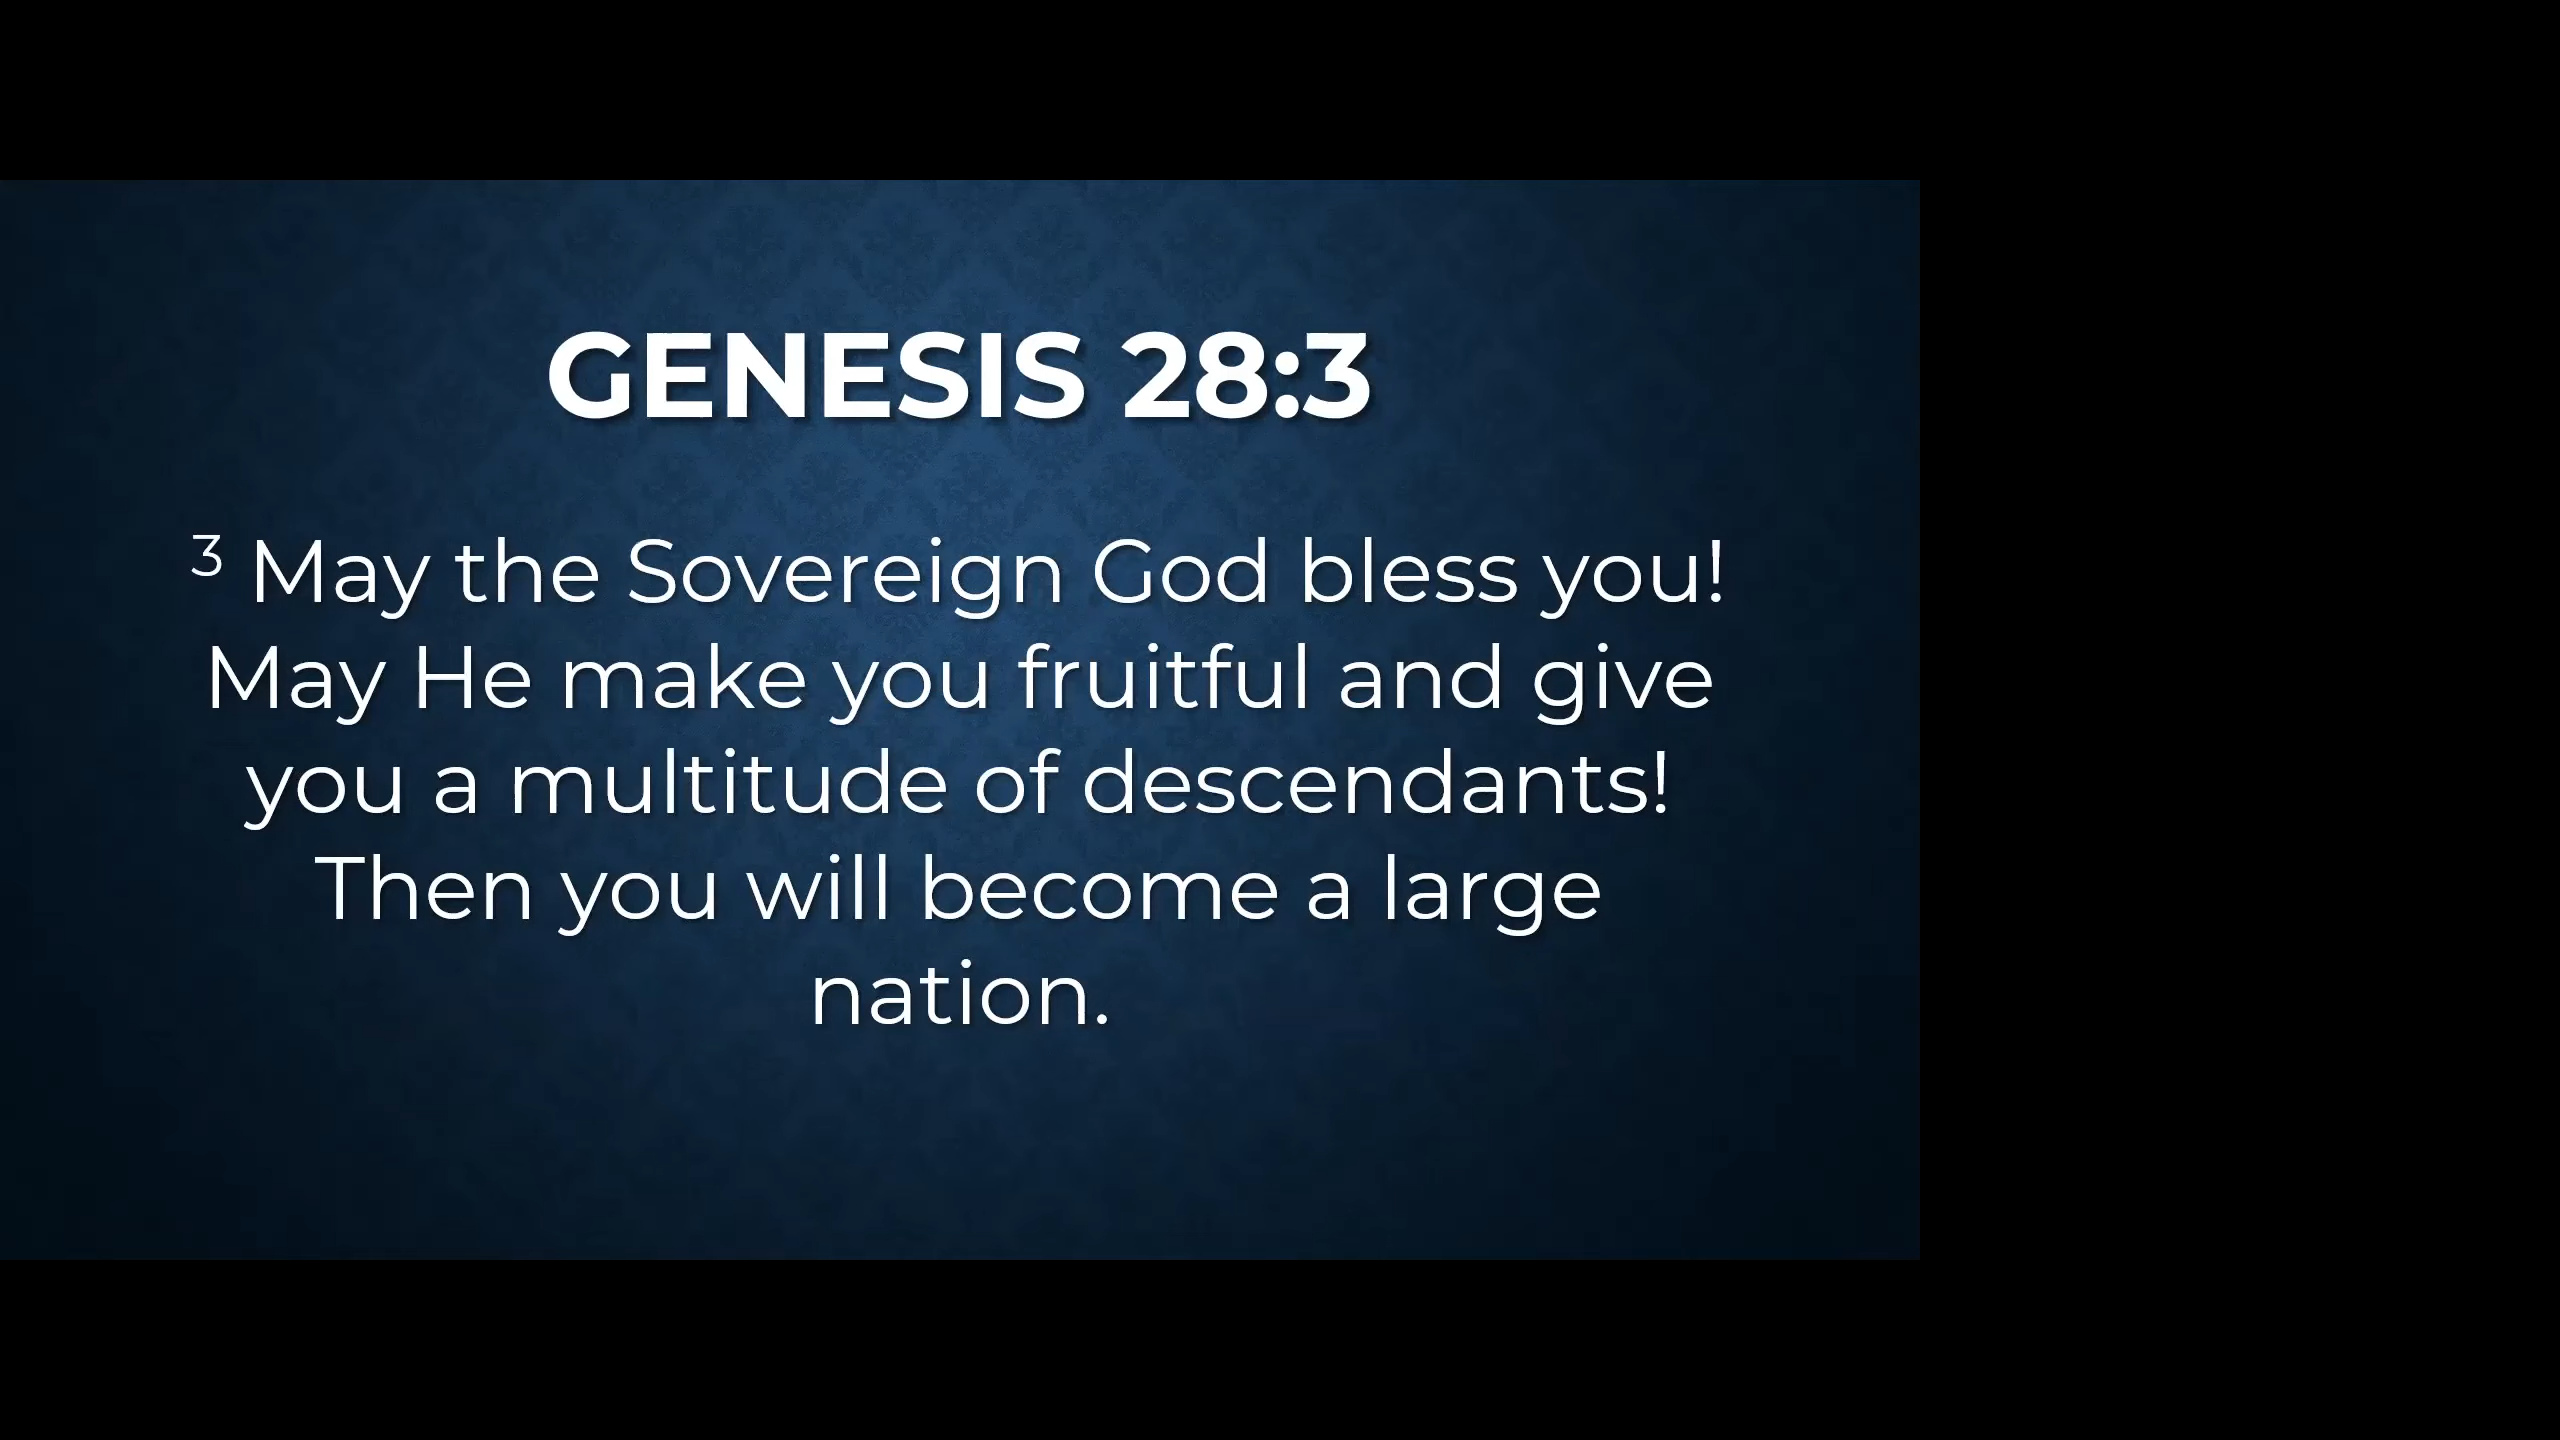 GENESIS 28:3
3 May the Sovereign God bless you!
May He make you fruitful and give
you a multitude of descendants!
Then you will become a large
nation.